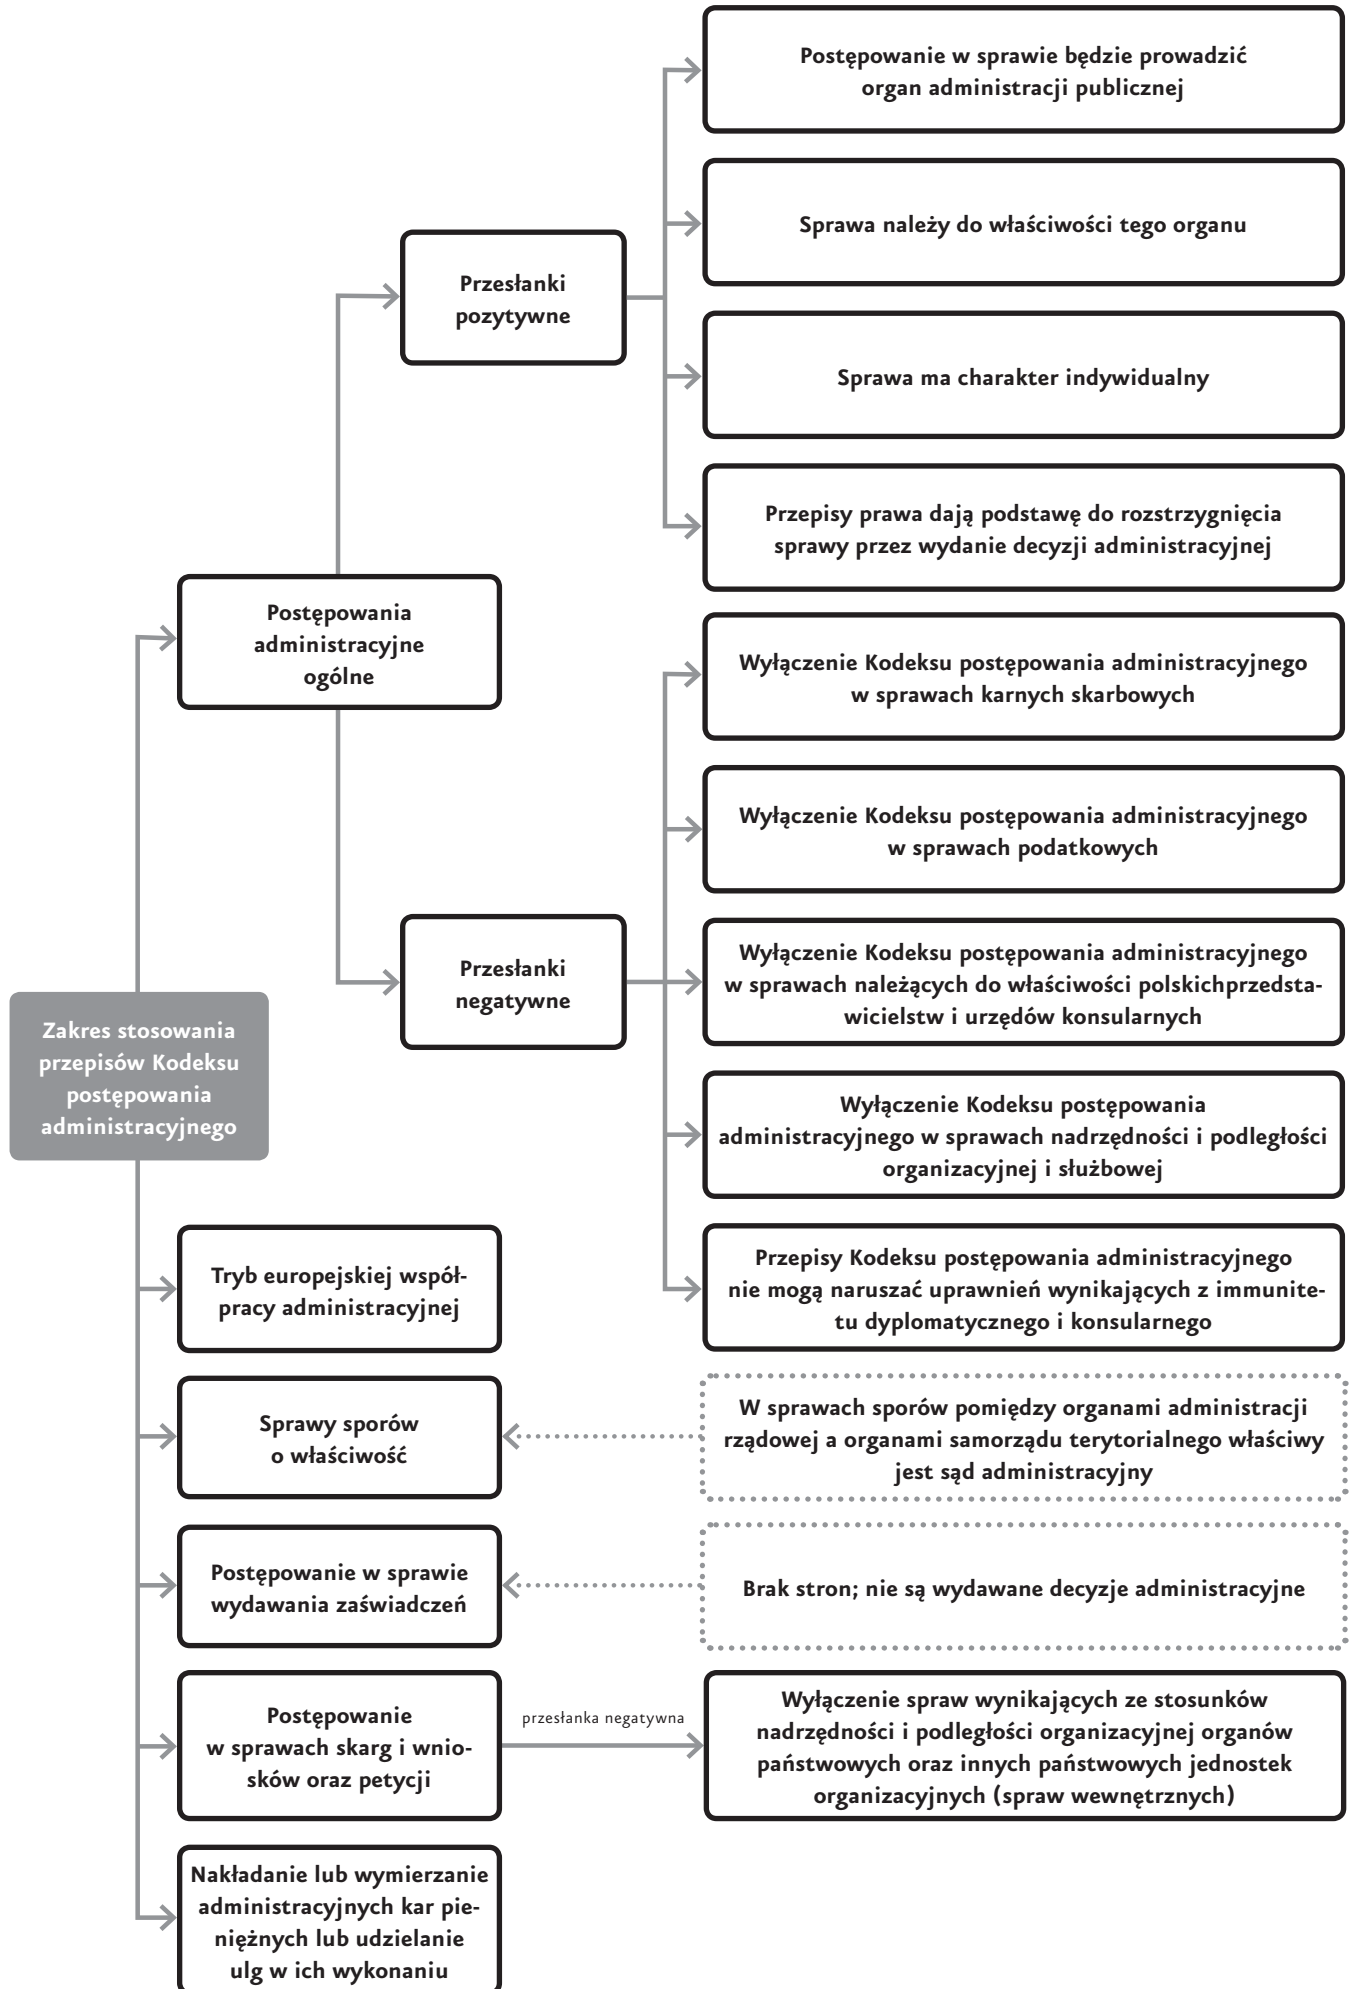 Postępowanie w sprawie będzie prowadzić
organ administracji publicznej
Sprawa należy do właściwości tego organu
Przesłanki
pozytywne
Sprawa ma charakter indywidualny
Przepisy prawa dają podstawę do rozstrzygnięcia
sprawy przez wydanie decyzji administracyjnej
Postępowania
administracyjne
ogólne
Wyłączenie Kodeksu postępowania administracyjnego
w sprawach karnych skarbowych
Wyłączenie Kodeksu postępowania administracyjnego
w sprawach podatkowych
Przesłanki
negatywne
Wyłączenie Kodeksu postępowania administracyjnego
w sprawach należących do właściwości polskichprzedsta-
wicielstw i urzędów konsularnych
Zakres stosowania
przepisów Kodeksu
postępowania
administracyjnego
Wyłączenie Kodeksu postępowania
administracyjnego w sprawach nadrzędności i podległości
organizacyjnej i służbowej
Przepisy Kodeksu postępowania administracyjnego
nie mogą naruszać uprawnień wynikających z immunite-
tu dyplomatycznego i konsularnego
Tryb europejskiej współ-
pracy administracyjnej
Sprawy sporów
o właściwość
W sprawach sporów pomiędzy organami administracji
rządowej a organami samorządu terytorialnego właściwy
jest sąd administracyjny
Postępowanie w sprawie
wydawania zaświadczeń
Brak stron; nie są wydawane decyzje administracyjne
Postępowanie
w sprawach skarg i wnio-
sków oraz petycji
przesłanka negatywna
Wyłączenie spraw wynikających ze stosunków
nadrzędności i podległości organizacyjnej organów
państwowych oraz innych państwowych jednostek
organizacyjnych (spraw wewnętrznych)
Nakładanie lub wymierzanie
administracyjnych kar pie-
niężnych lub udzielanie
ulg w ich wykonaniu